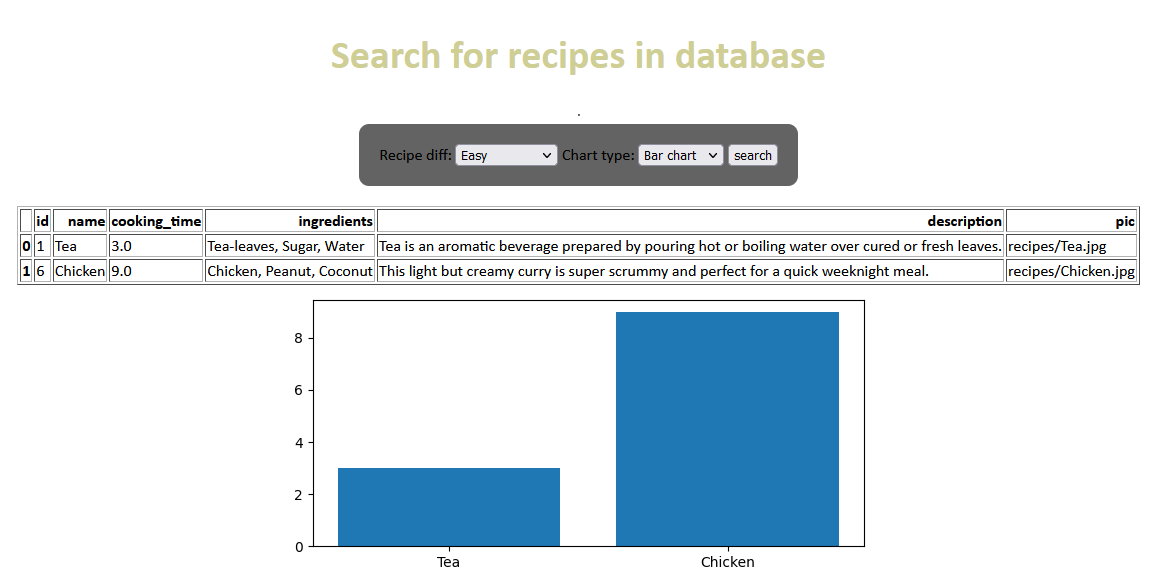 Search for recipes in database
.
Recipe diff: Easy Chart type: Bar chart search
id name cooking_time ingredients description pic
0 1 Tea 3.0 Tea-leaves, Sugar, Water Tea is an aromatic beverage prepared by pouring hot or boiling water over cured or fresh leaves. recipes/Tea.jpg
1 6 Chicken 9.0 Chicken, Peanut, Coconut This light but creamy curry is super scrummy and perfect for a quick weeknight meal. recipes/Chicken.jpg
8
6
4
2
0
Tea Chicken